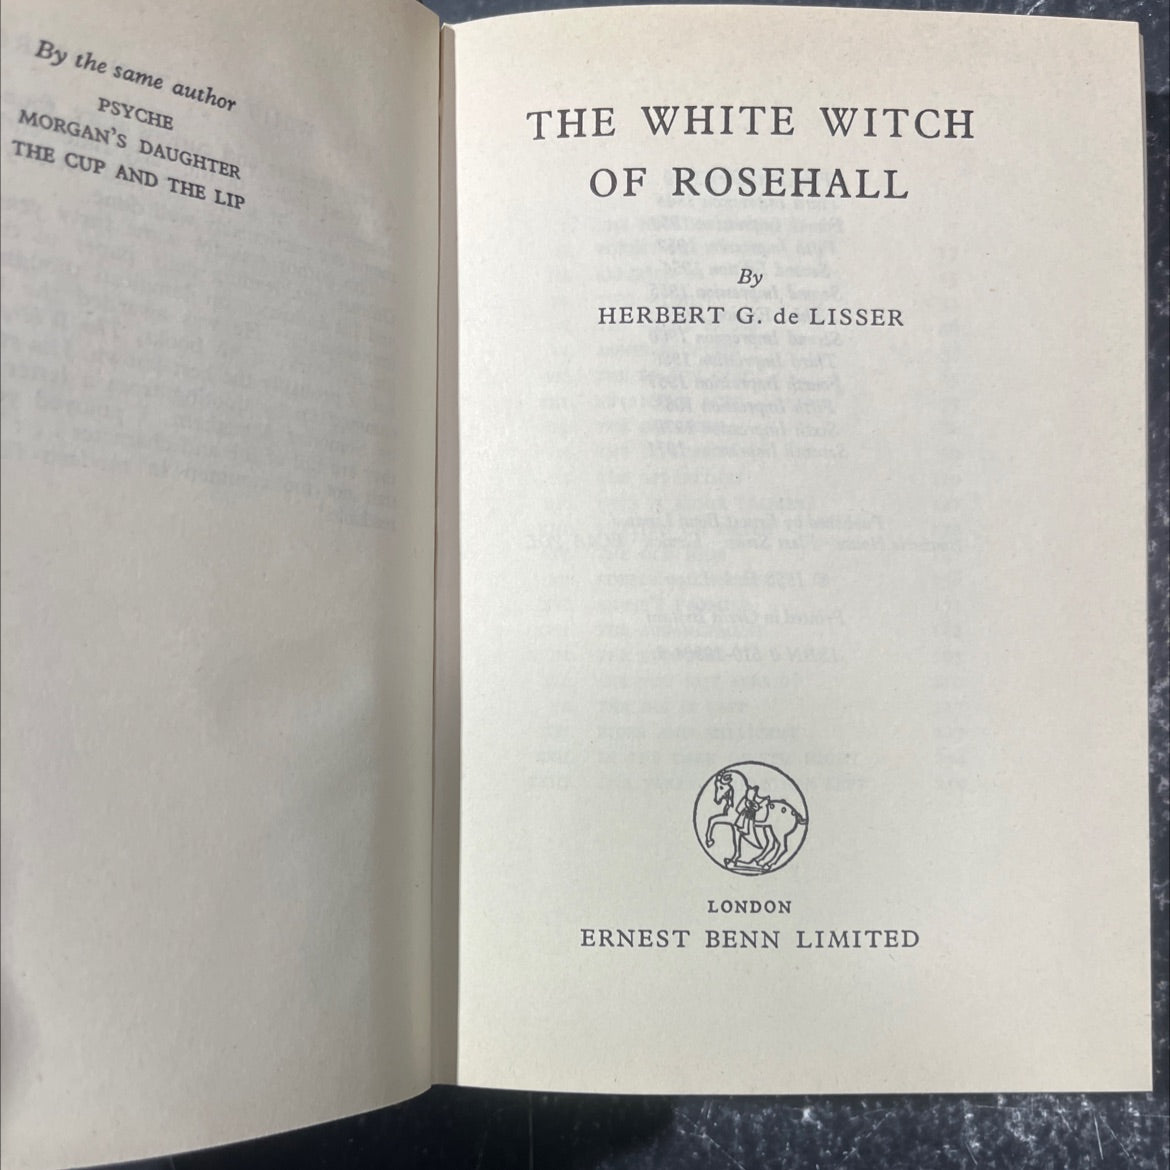 By the same author
PSYCHE
MORGAN'S DAUGHTER
THE CUP AND THE LIP
THE WHITE WITCH
OF ROSEHALL
By
HERBERT G. de LISSER
LONDON
ERNEST BENN LIMITED